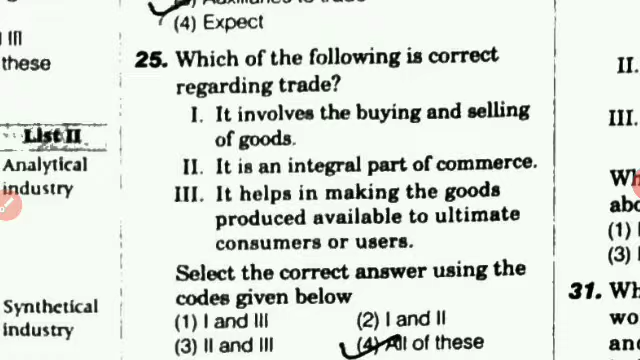 (4) Expect
III
these
List II
Analytical
industry
Synthetical
industry
25. Which of the following is correct
regarding trade?
I. It involves the buying and selling
of goods.
II. It is an integral part of commerce.
III. It helps in making the goods
produced available to ultimate
consumers or users.
Select the correct answer using the
codes given below
(1) I and III (2) I and II
(3) II and III (4) All of these
II.
III.
(1)
(3)
31.